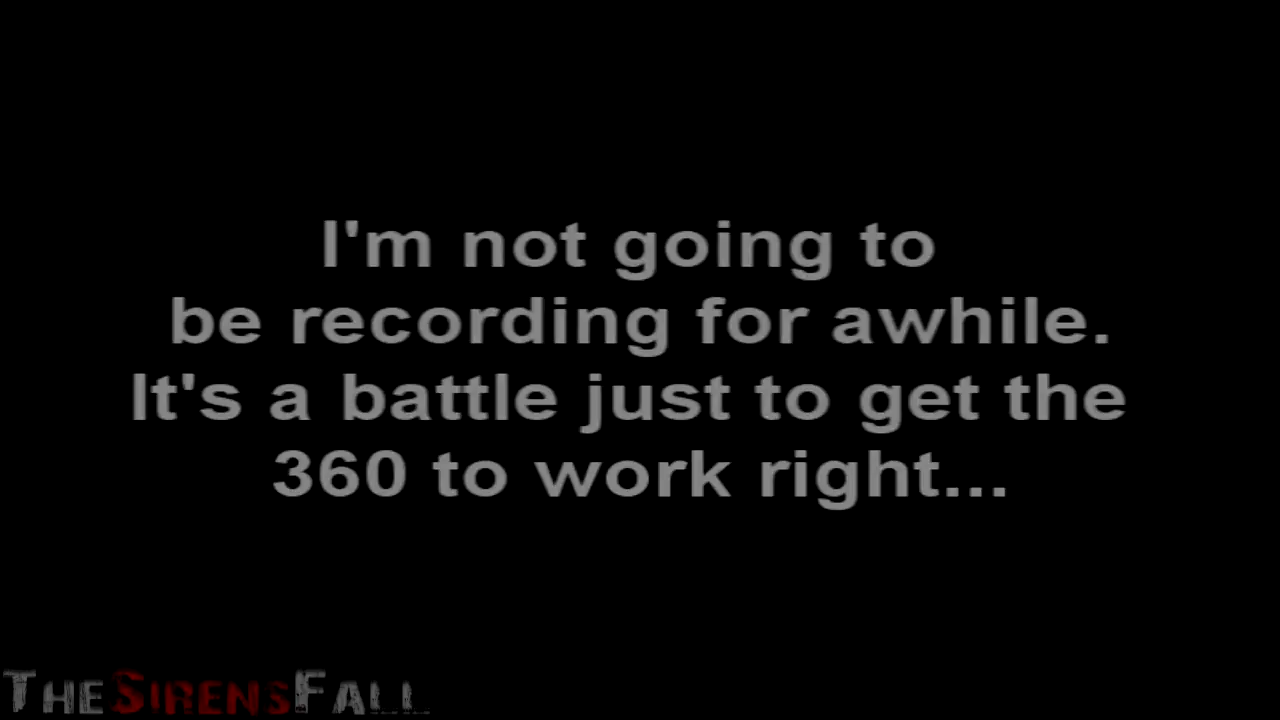 I'm not going to
be recording for awhile.
It's a battle just to get the
360 to work right...
TheSirensFall